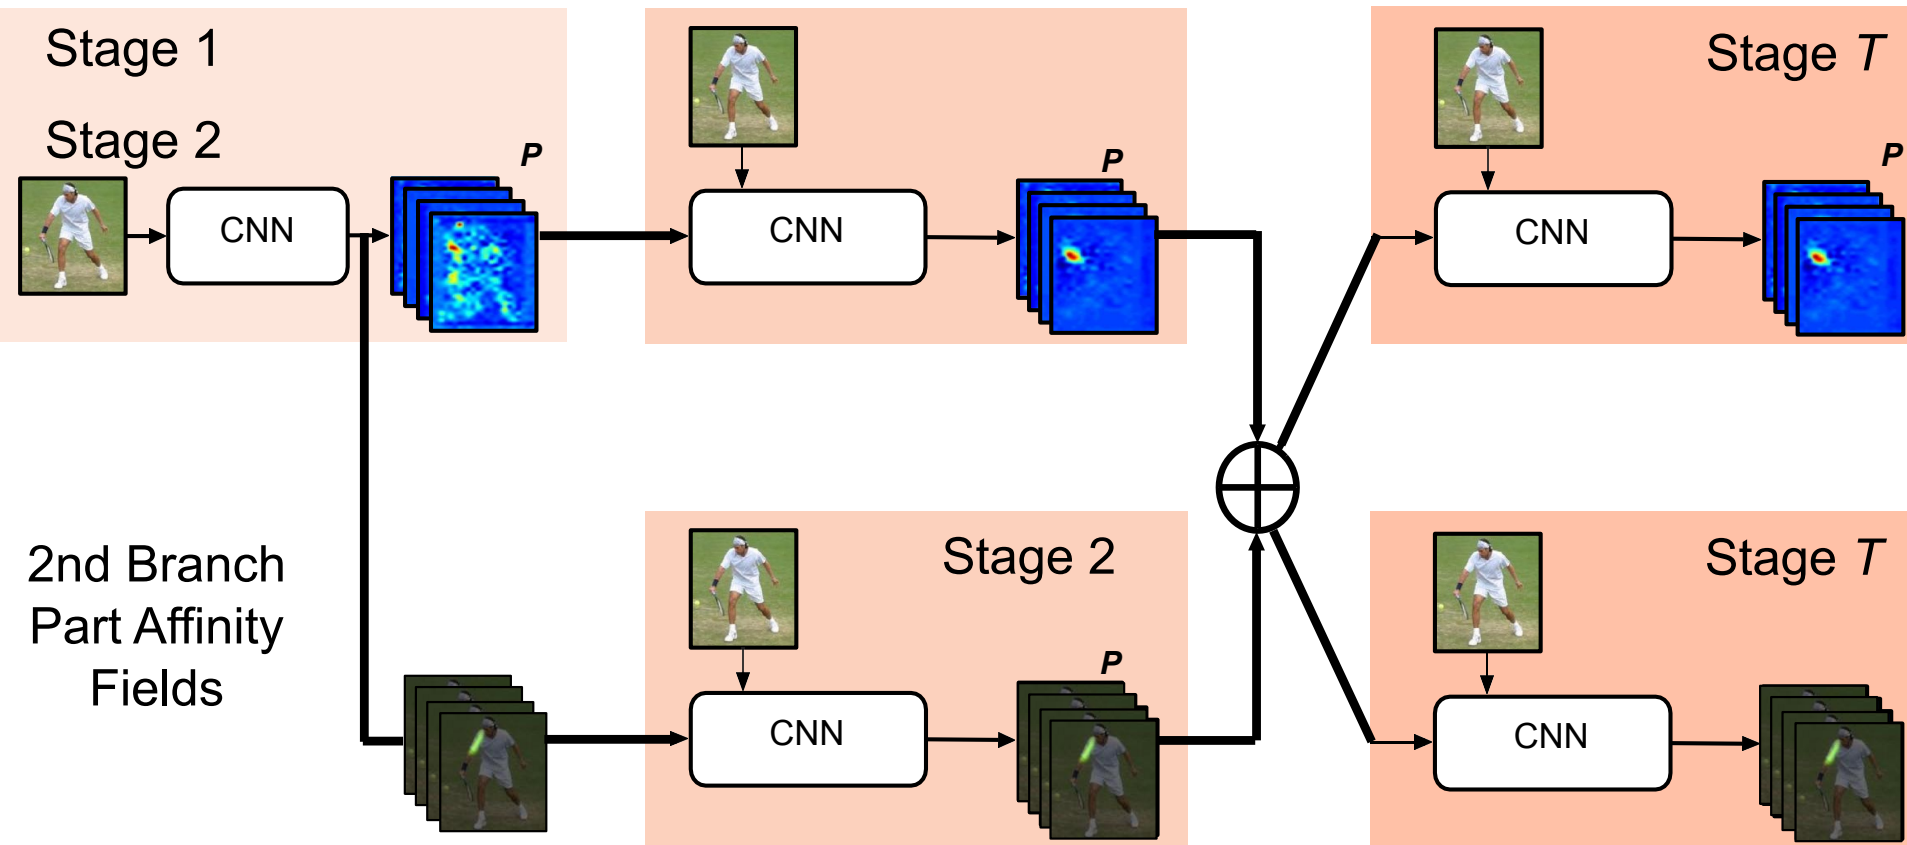 Stage 1
Stage 2
P
CNN
P
CNN
Stage T
P
CNN
2nd Branch
Part Affinity
Fields
Stage 2
P
CNN
Stage T
CNN